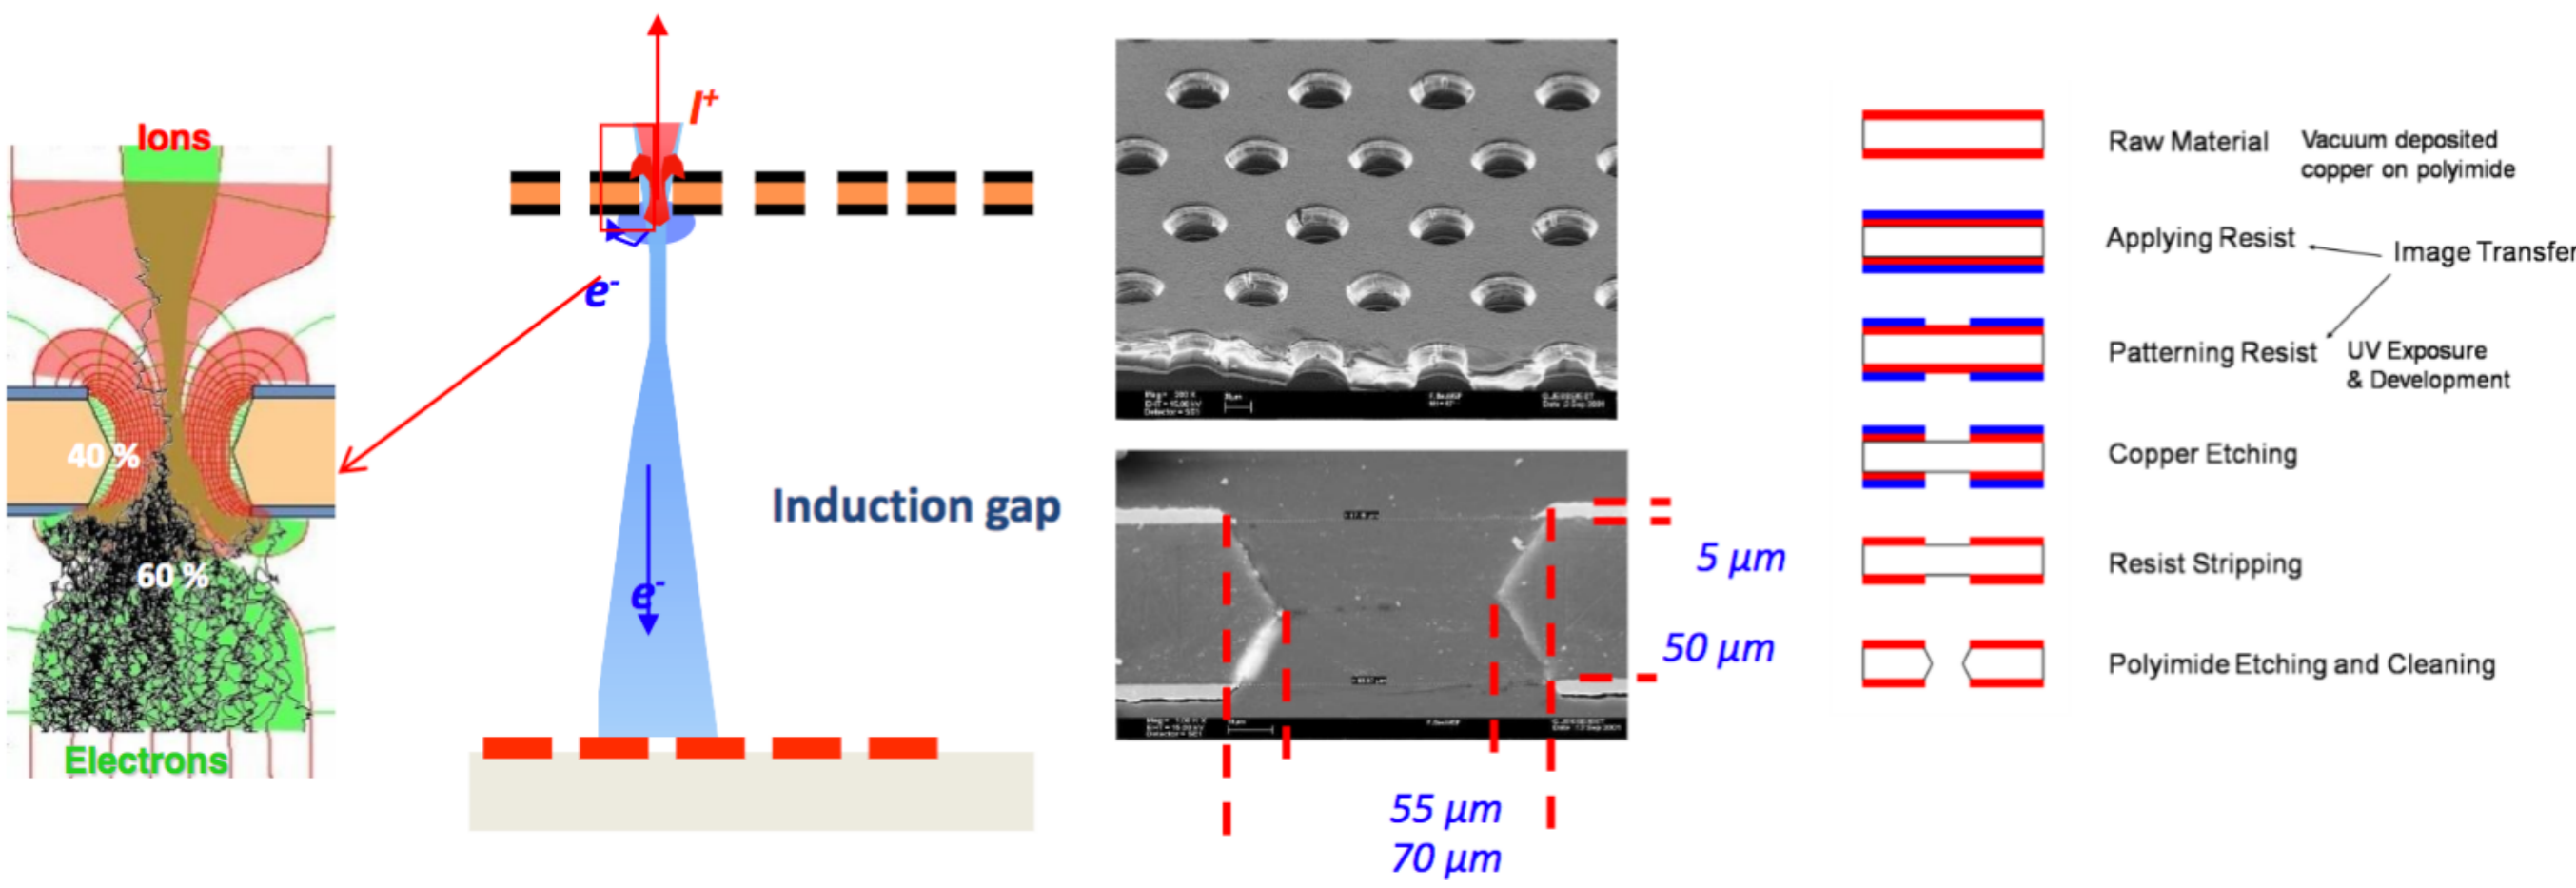 Ions
40 %
60 %
Electrons
I+
e-
e-
Induction gap
5 µm
50 µm
55 µm
70 µm
Raw Material
Vacuum deposited
copper on polyimide
Applying Resist
Image Transfer
Patterning Resist
UV Exposure
& Development
Copper Etching
Resist Stripping
Polyimide Etching and Cleaning